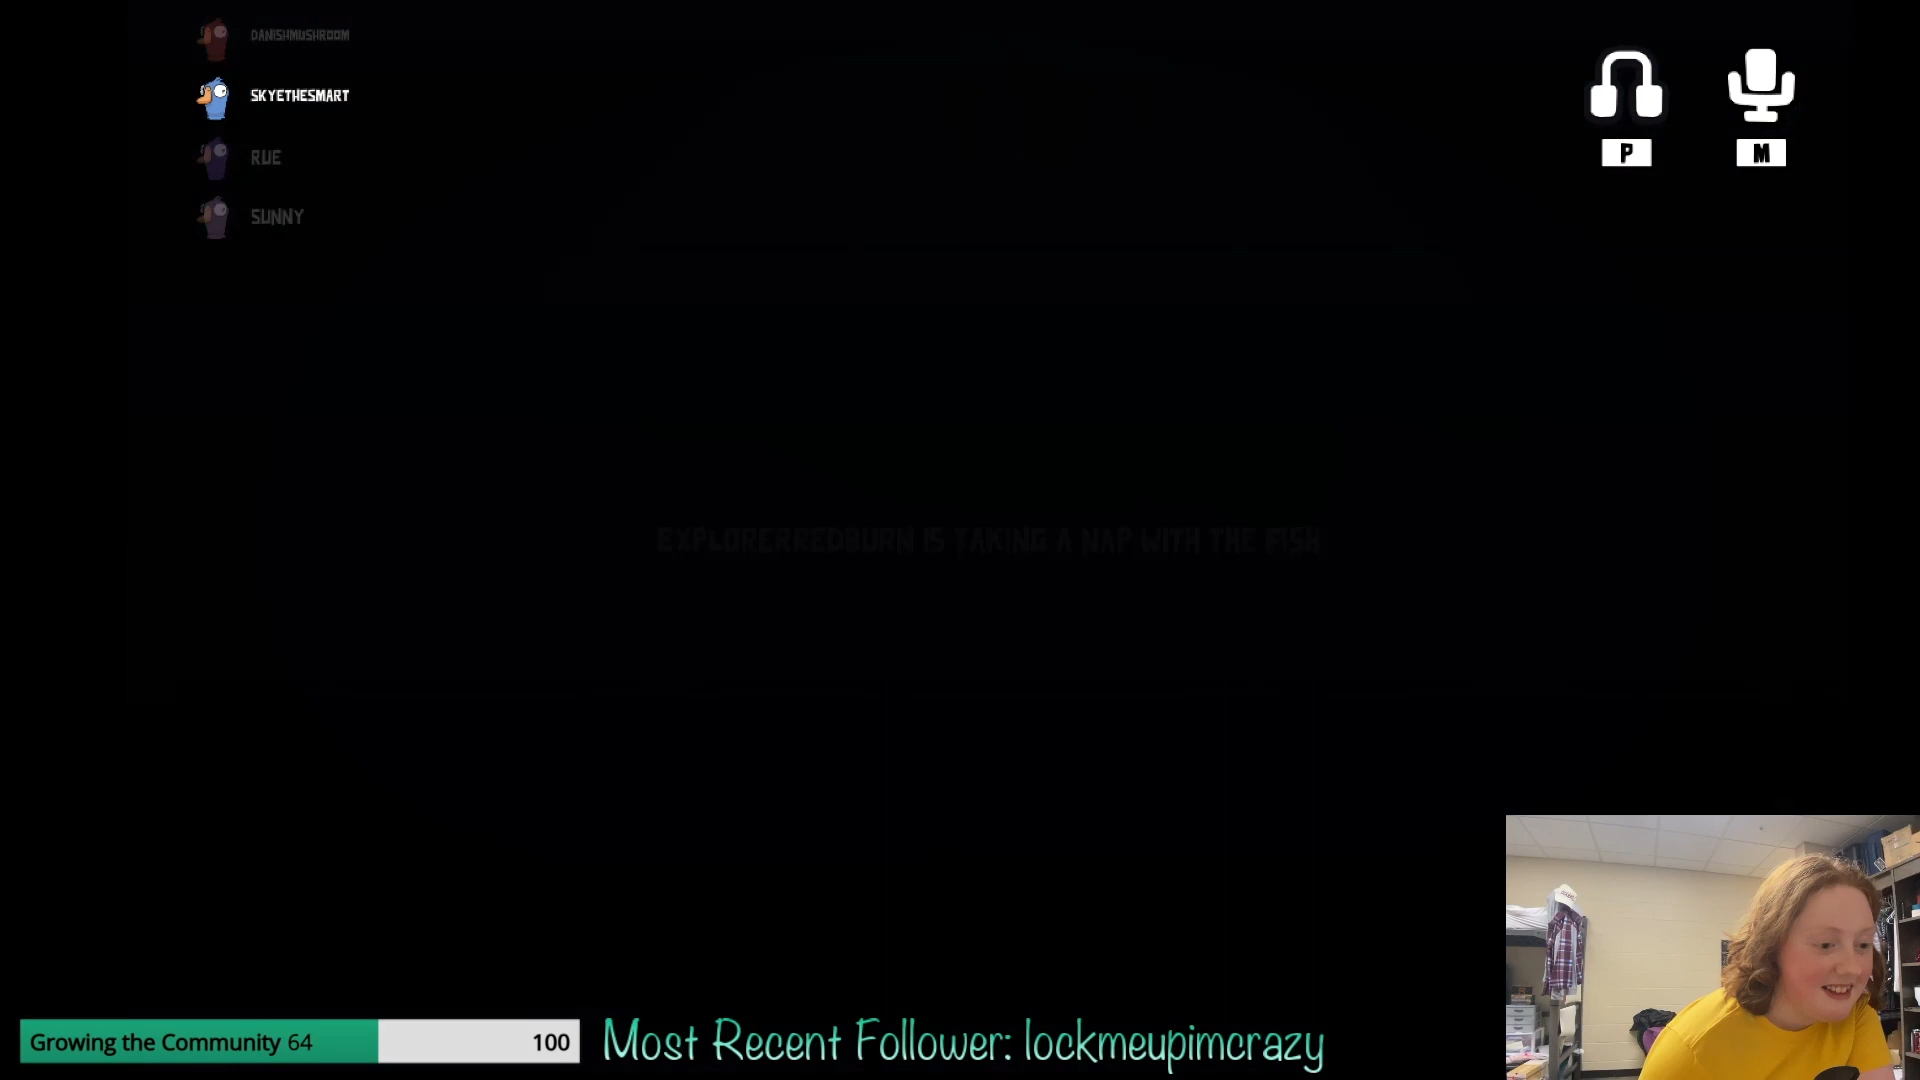 DANISHMUSHROOM
SKYETHESMART
RUE
SUNNY
P
M
EXPLORERREDBURN IS TAKING A NAP WITH THE FISH
Growing the Community 64
100
Most Recent Follower: lockmeupimcrazy